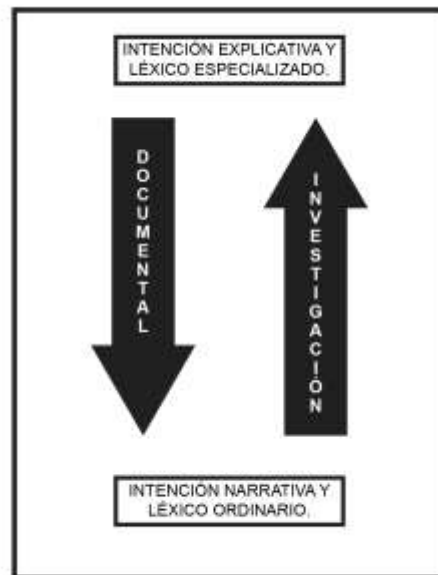 INTENCIÓN EXPLICATIVA Y
LÉXICO ESPECIALIZADO.
DOCUMENTAL
INVESTIGACIÓN
INTENCIÓN NARRATIVA Y
LÉXICO ORDINARIO.